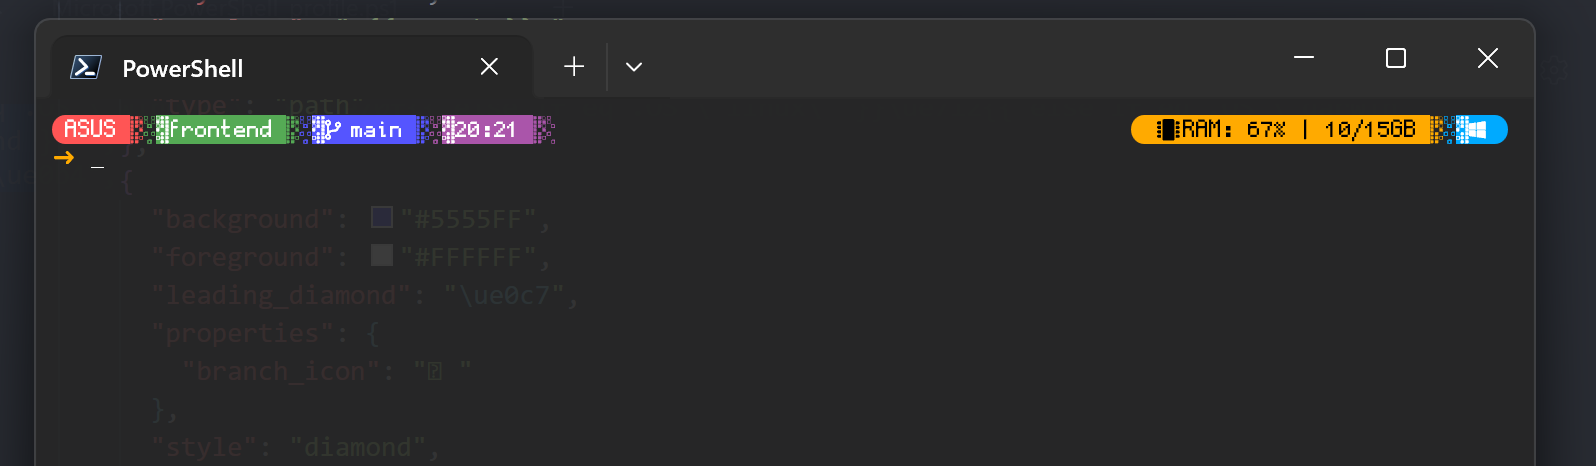 PowerShell
"type": "path"
ASUS frontend main 20:21 RAM: 67% | 10/15GB
},
➜ _
{
"background": "#5555FF",
"foreground": "#FFFFFF",
"leading_diamond": "\ue0c7",
"properties": {
"branch_icon": " "
},
"style": "diamond",